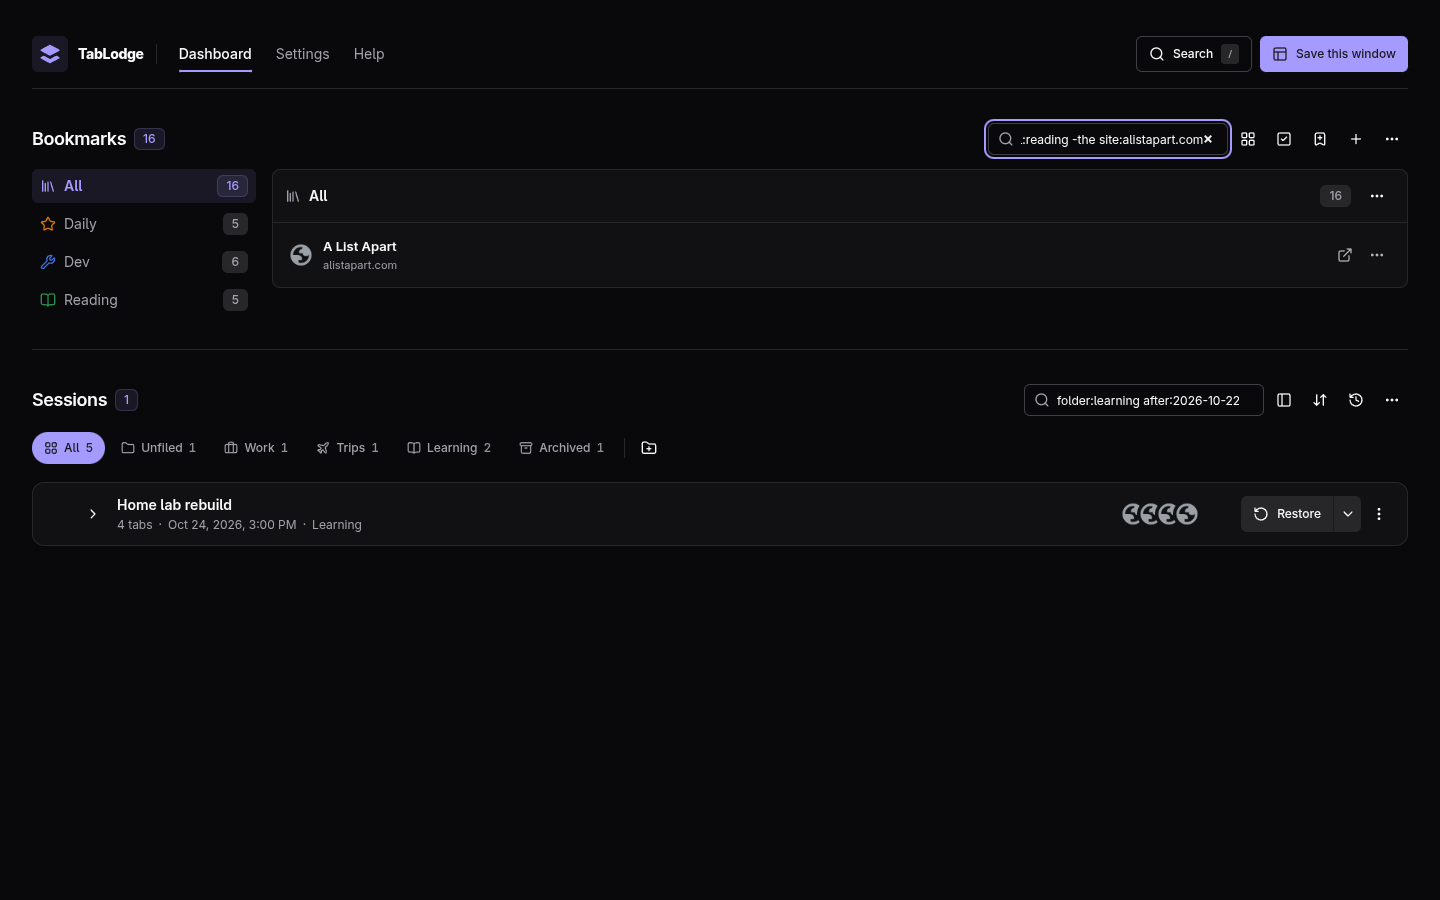 TabLodge
Dashboard
Settings
Help
Search /
Save this window
Bookmarks 16
:reading -the site:alistapart.com
All 16
Daily 5
Dev 6
Reading 5
All 16
A List Apart
alistapart.com
Sessions 1
folder:learning after:2026-10-22
All 5
Unfiled 1
Work 1
Trips 1
Learning 2
Archived 1
Home lab rebuild
4 tabs · Oct 24, 2026, 3:00 PM · Learning
Restore